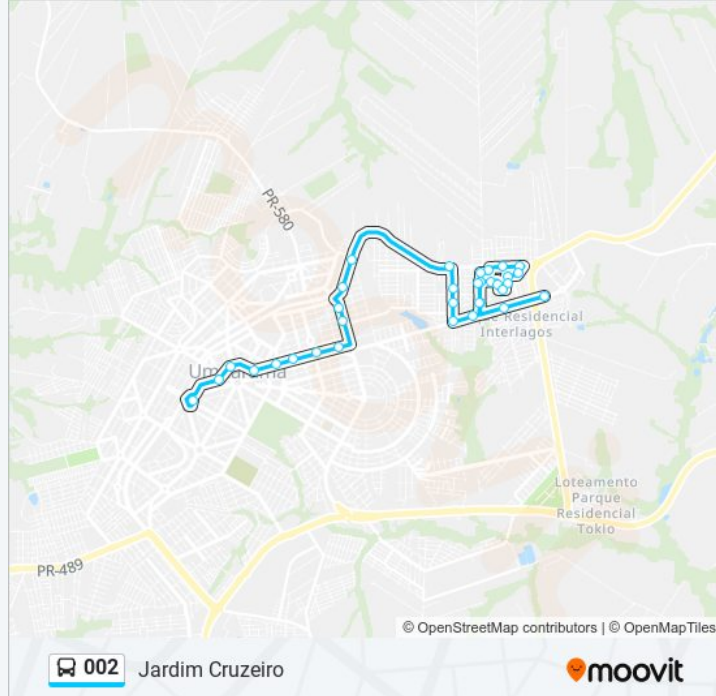 PR-580
Residencial
Interlagos
Umuarama
Loteamento
Parque
Residencial
Tokio
PR-489
© OpenStreetMap contributors | © OpenMapTiles
002 Jardim Cruzeiro
moovit